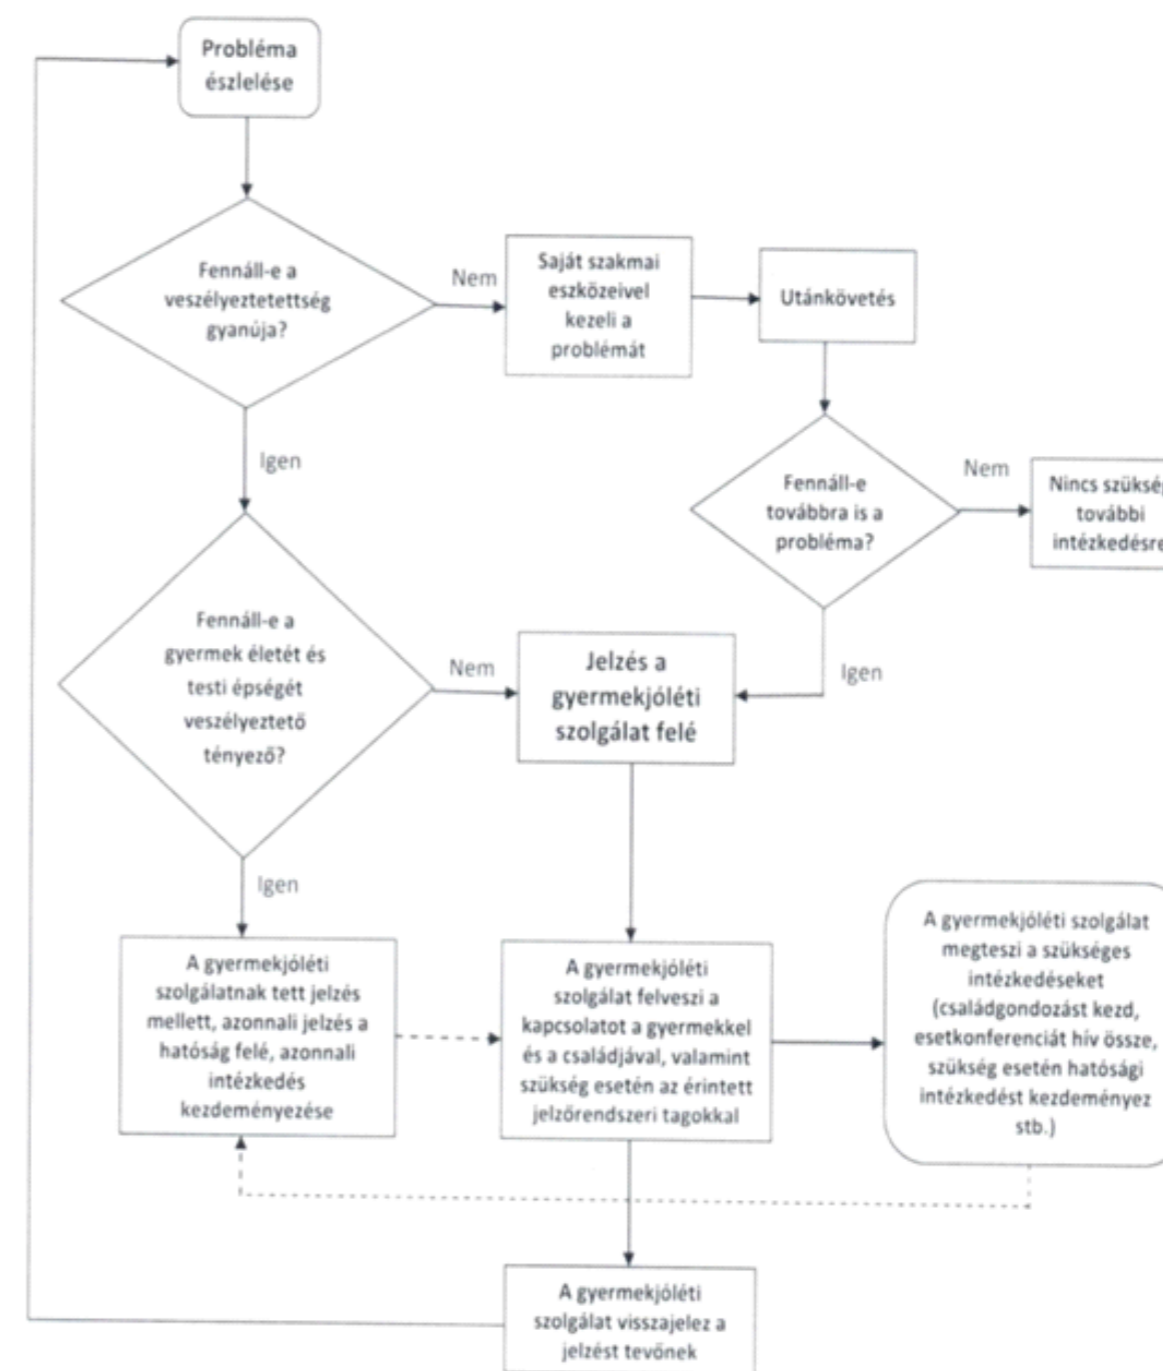 Probléma
észlelése
Fennáll-e a
veszélyeztetettség
gyanúja?
Nem
Saját szakmai
eszközeivel
kezeli a
problémát
Utánkövetés
Igen
Fennáll-e
továbbra is a
probléma?
Nem
Nincs szükség
további
intézkedésre
Igen
Fennáll-e a
gyermek életét és
testi épségét
veszélyeztető
tényező?
Nem
Jelzés a
gyermekjóléti
szolgálat felé
Igen
A gyermekjóléti
szolgálatnak tett jelzés
mellett, azonnali jelzés a
hatóság felé, azonnali
intézkedés
kezdeményezése
A gyermekjóléti
szolgálat felveszi a
kapcsolatot a gyermekkel
és a családjával, valamint
szükség esetén az érintett
jelzőrendszeri tagokkal
A gyermekjóléti szolgálat
megteszi a szükséges
intézkedéseket
(családgondozást kezd,
esetkonferenciát hív össze,
szükség esetén hatósági
intézkedést kezdeményez
stb.)
A gyermekjóléti
szolgálat visszajelez a
jelzést tevőnek